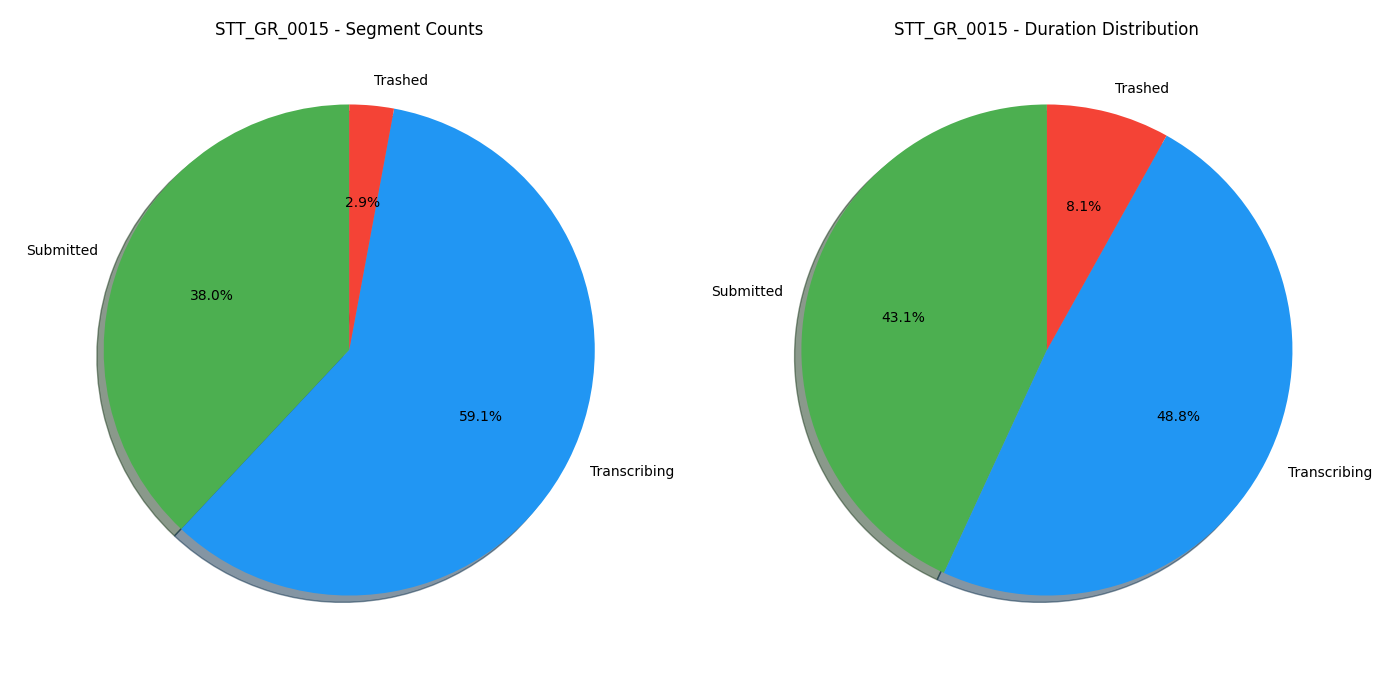 STT_GR_0015 - Segment Counts
Trashed
2.9%
Submitted
38.0%
59.1%
Transcribing
STT_GR_0015 - Duration Distribution
Trashed
8.1%
Submitted
43.1%
48.8%
Transcribing